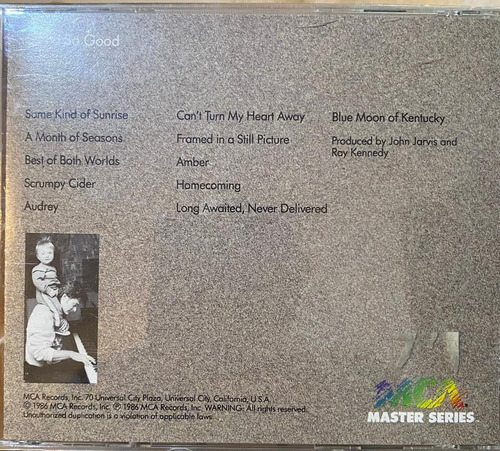 So Good
Same Kind of Sunrise
A Month of Seasons
Best of Both Worlds
Scrumpy Cider
Audrey
Can't Turn My Heart Away
Framed in a Still Picture
Amber
Homecoming
Long Awaited, Never Delivered
Blue Moon of Kentucky
Produced by John Jarvis and
Ray Kennedy
MCA Records, Inc. 70 Universal City Plaza, Universal City, California, U.S.A.
© 1986 MCA Records, Inc. ℗ 1986 MCA Records, Inc. WARNING: All rights reserved.
Unauthorized duplication is a violation of applicable laws.
MCA
MASTER SERIES